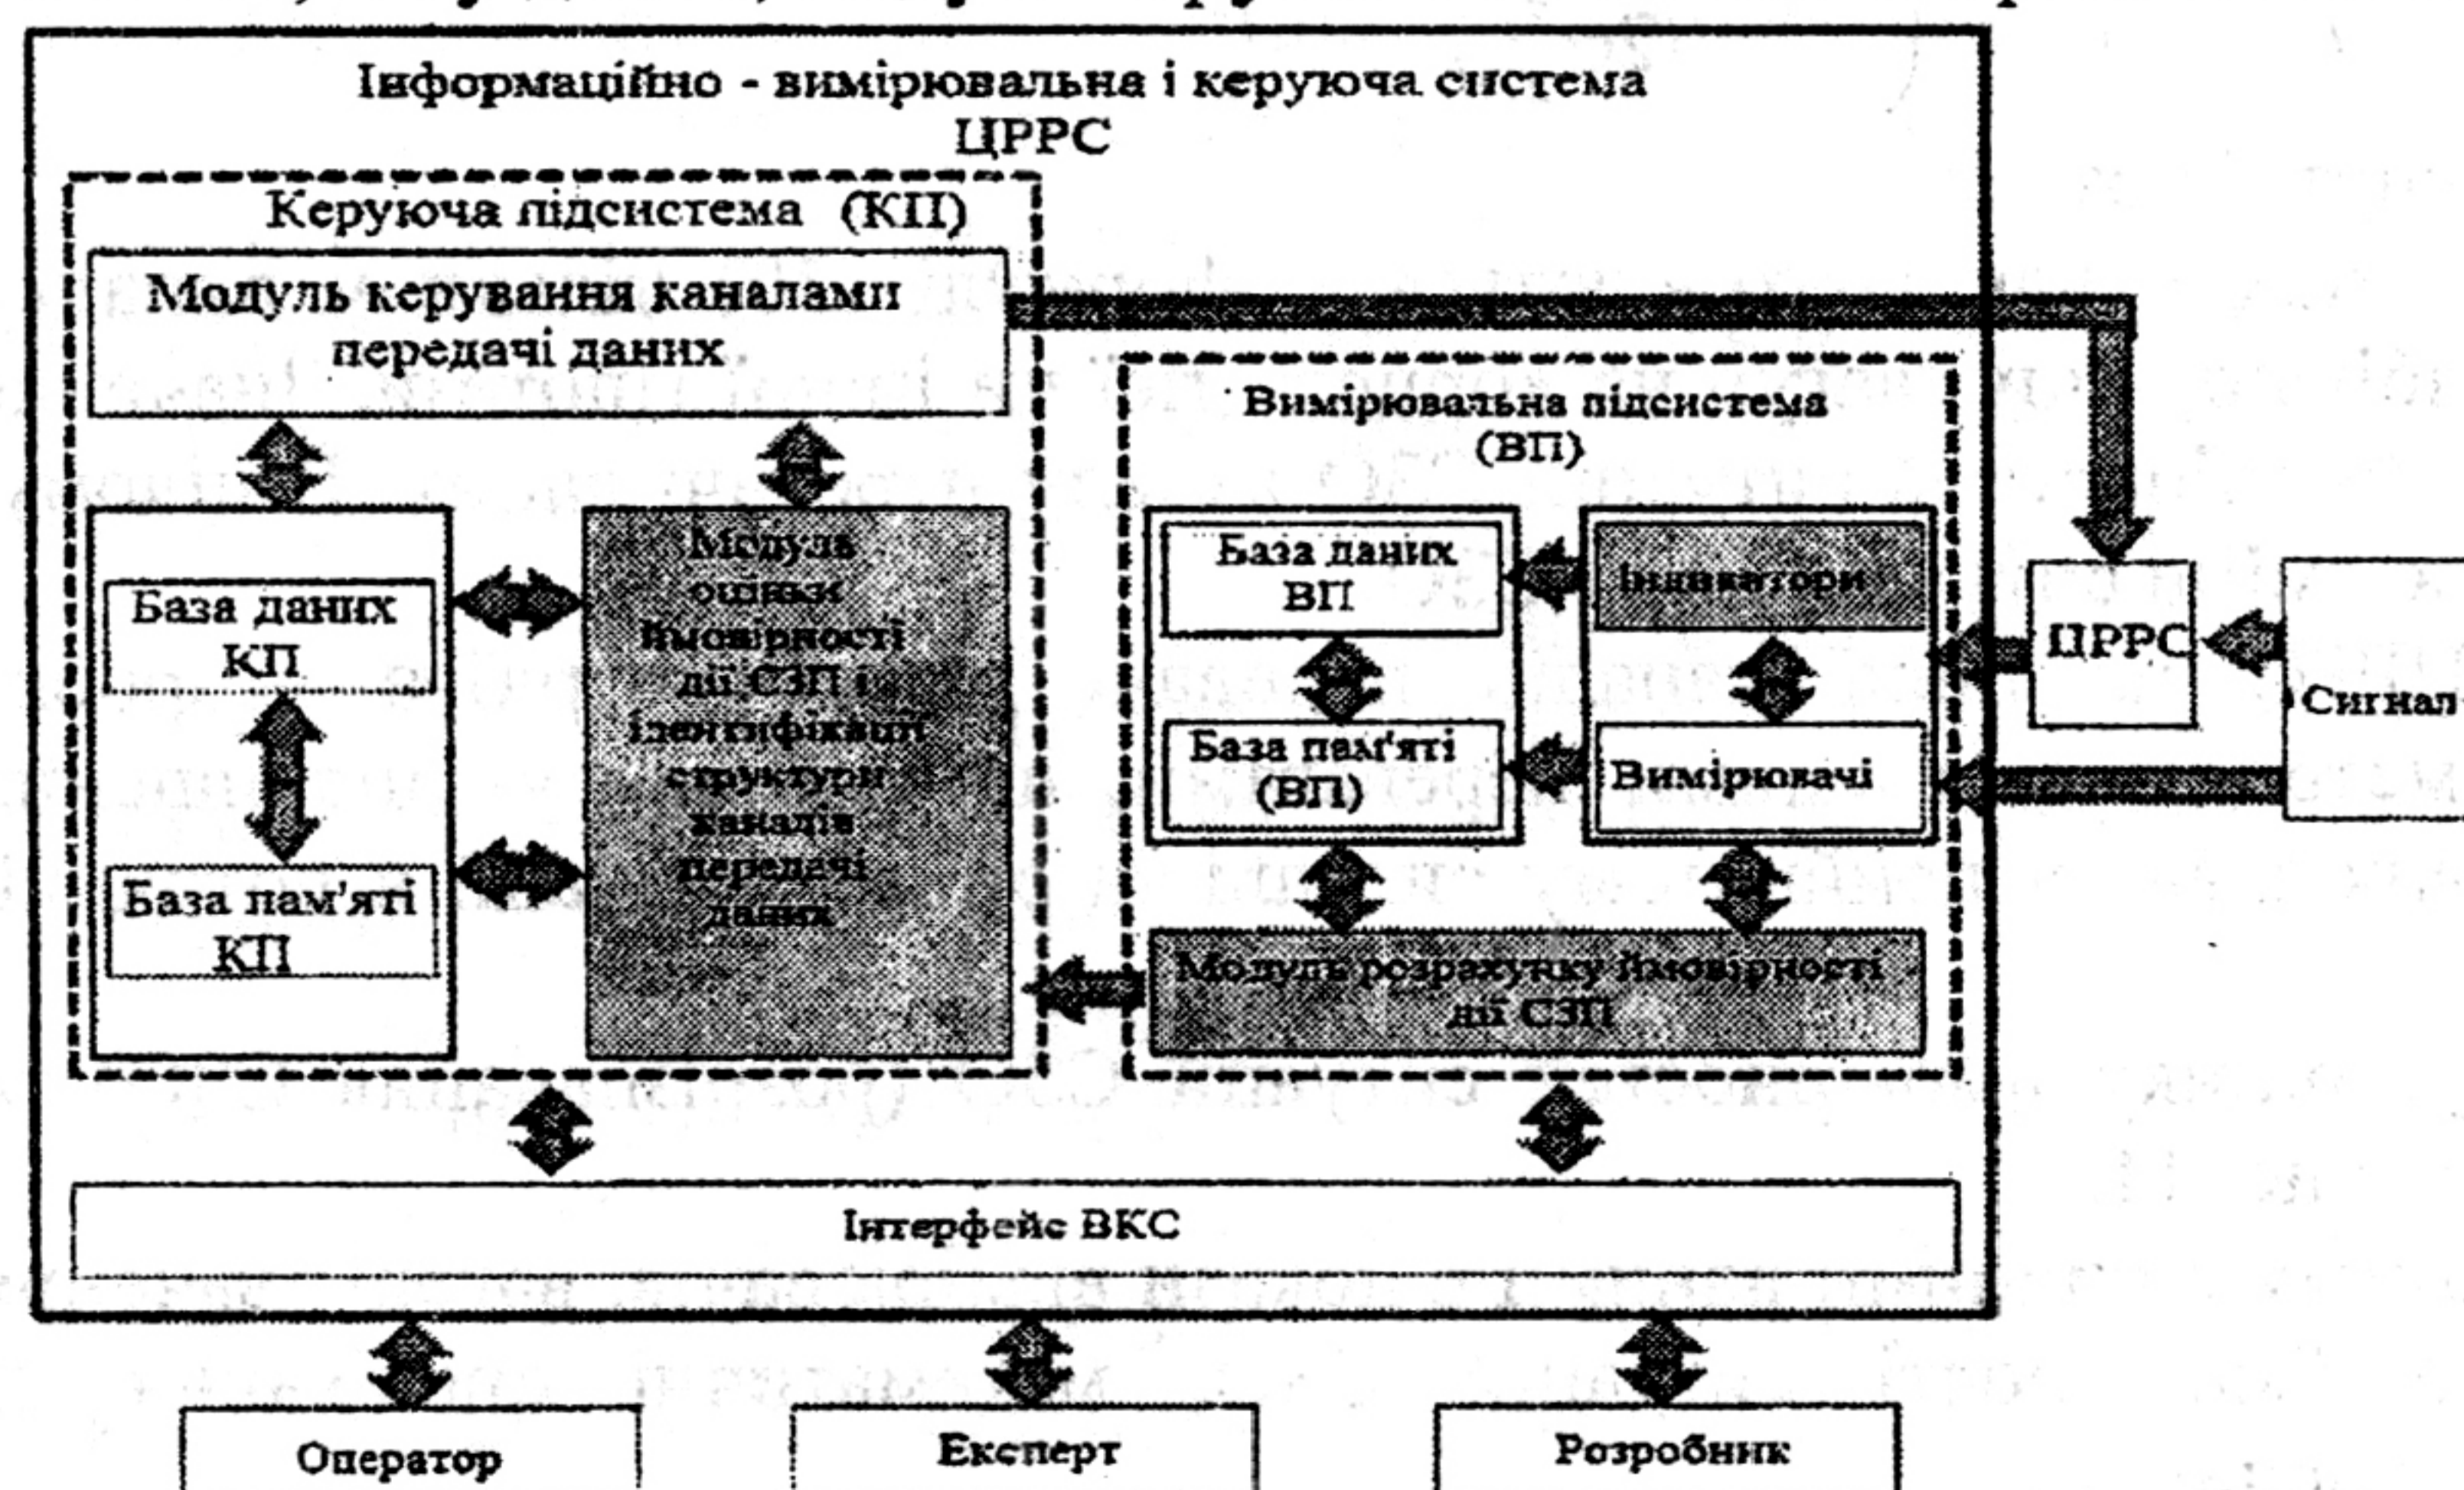 Інформаційно - вимірювальна і керуюча система
ЦРРС
Керуюча підсистема (КП)
Модуль керування каналами
передачі даних
База даних
КП
База пам'яті
КП
Модуль
оцінки
ймовірності
дії СЗП і
ідентифікації
структури
каналів
передачі
даних
Вимірювальна підсистема
(ВП)
База даних
ВП
База пам'яті
(ВП)
Індикатори
Вимірювачі
Модуль розрахунку ймовірності
дії СЗП
ЦРРС
Сигнал
Інтерфейс ВКС
Оператор
Експерт
Розробник